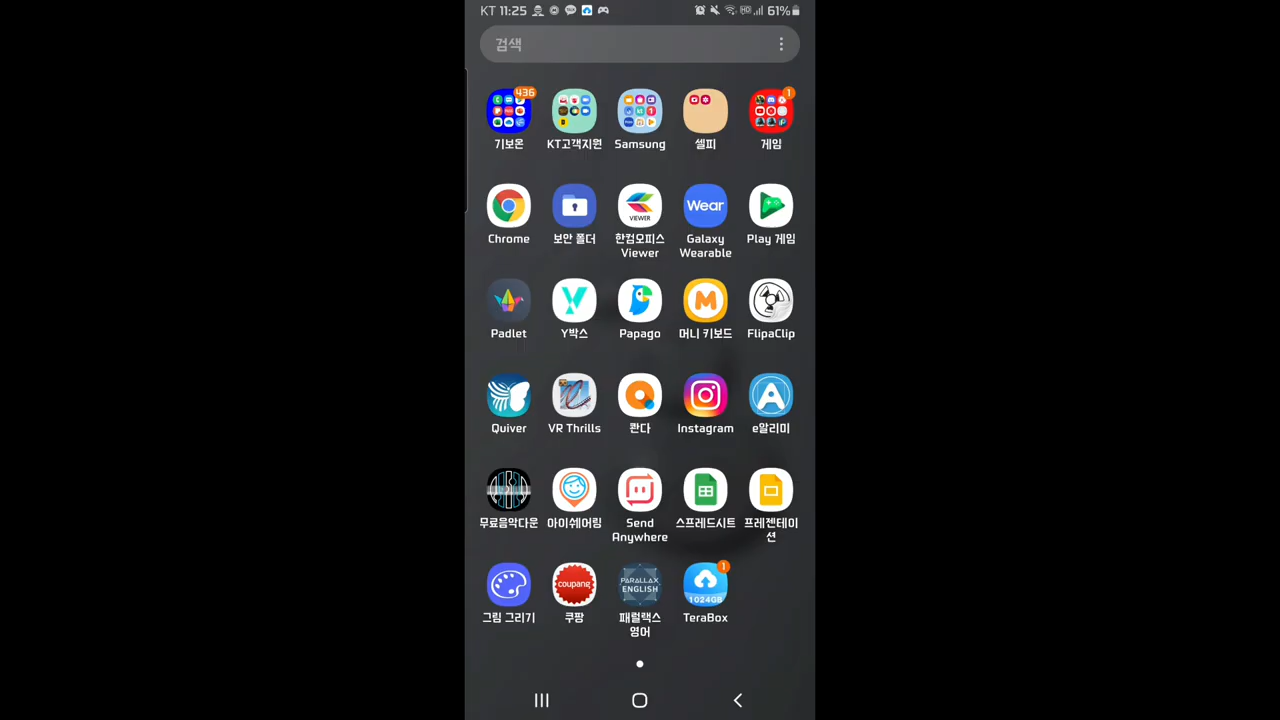 KT 11:25 HD 61%
검색
436 1
기보온 KT고객지원 Samsung 셀피 게임
VIEWER Wear
Chrome 보안 폴더 한컴오피스 Galaxy Play 게임
Viewer Wearable
Padlet Y박스 Papago 머니 키보드 FlipaClip
Quiver VR Thrills 콴다 Instagram e알리미
무료음악다운 아이쉐어링 Send 스프레드시트 프레젠테이
Anywhere 션
1
coupang PARALLAX
ENGLISH 1024GB
그림 그리기 쿠팡 패럴랙스 TeraBox
영어